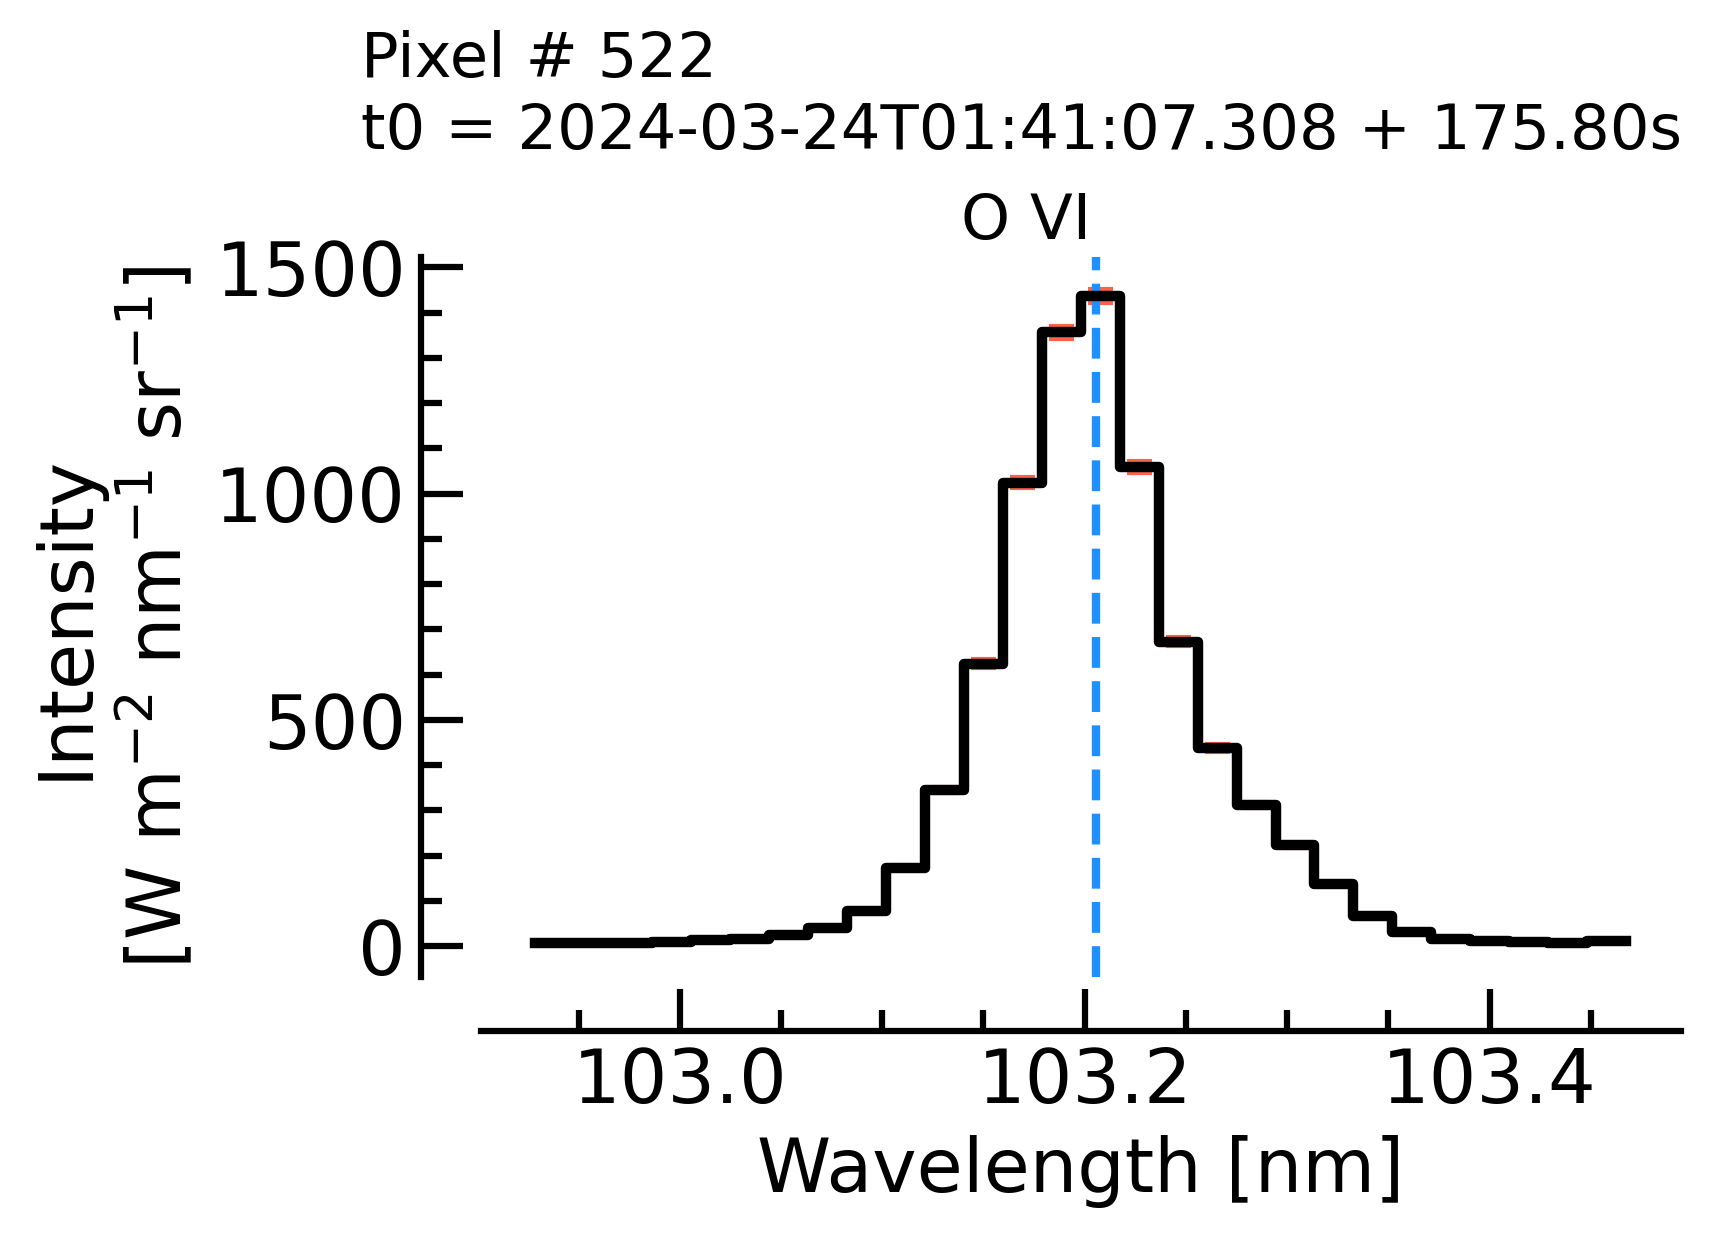 Pixel # 522
t0 = 2024-03-24T01:41:07.308 + 175.80s
O VI
Intensity
[W m⁻² nm⁻¹ sr⁻¹]
1500
1000
500
0
103.0 103.2 103.4
Wavelength [nm]